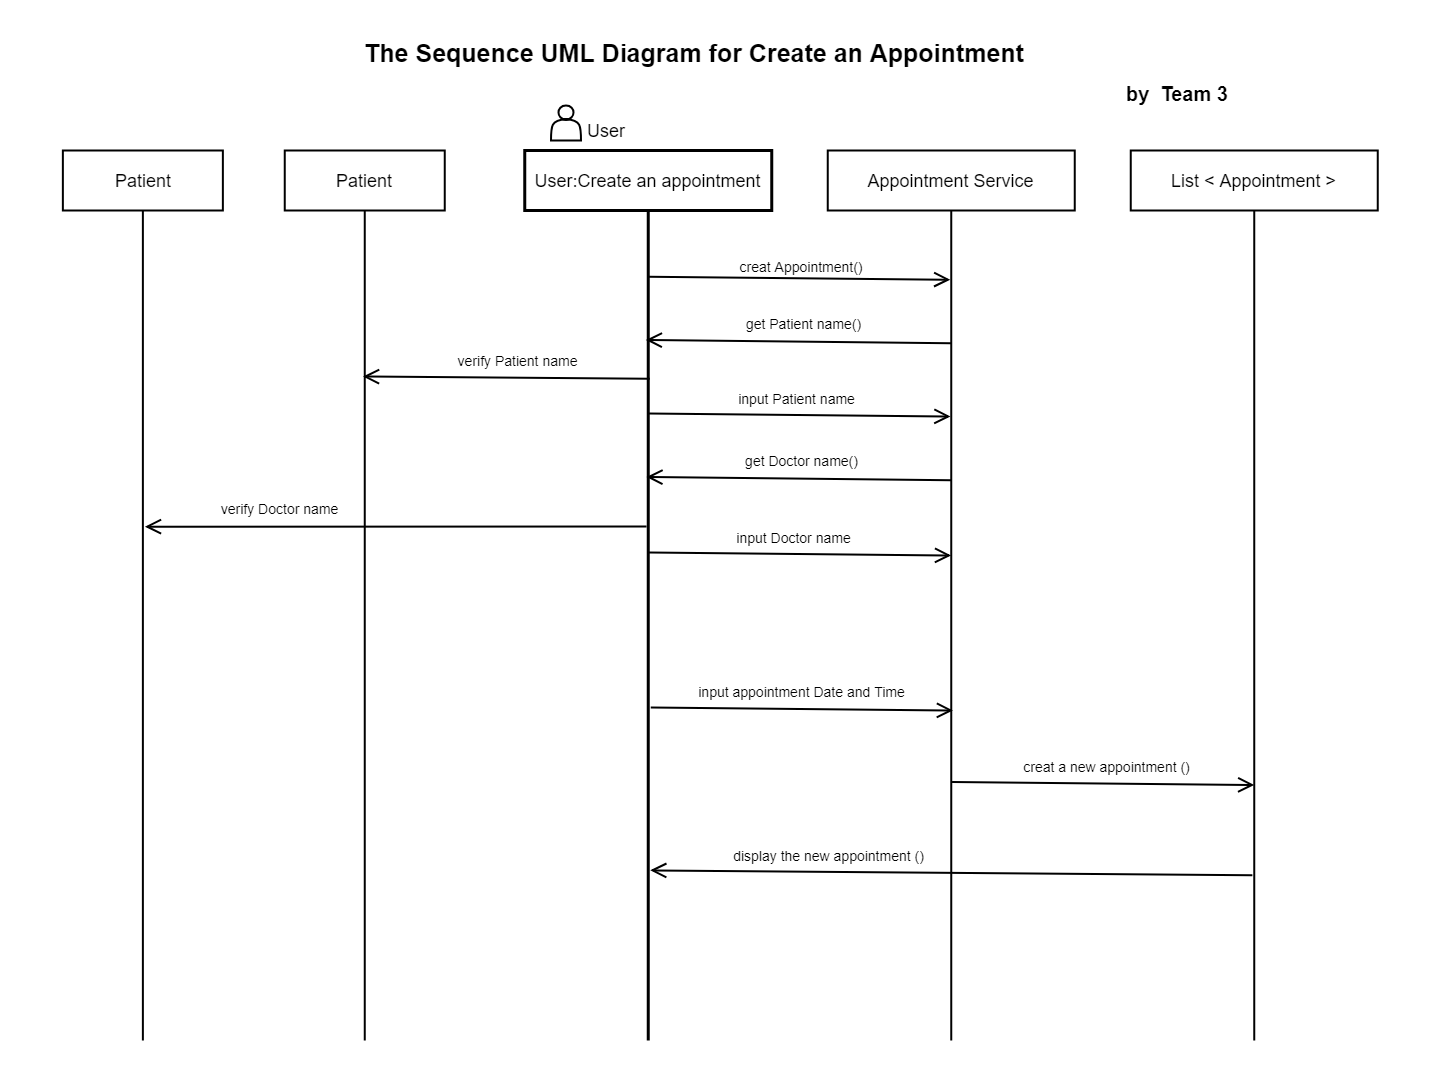 The Sequence UML Diagram for Create an Appointment
by Team 3
User
Patient
Patient
User:Create an appointment
Appointment Service
List < Appointment >
creat Appointment()
get Patient name()
verify Patient name
input Patient name
get Doctor name()
verify Doctor name
input Doctor name
input appointment Date and Time
creat a new appointment ()
display the new appointment ()